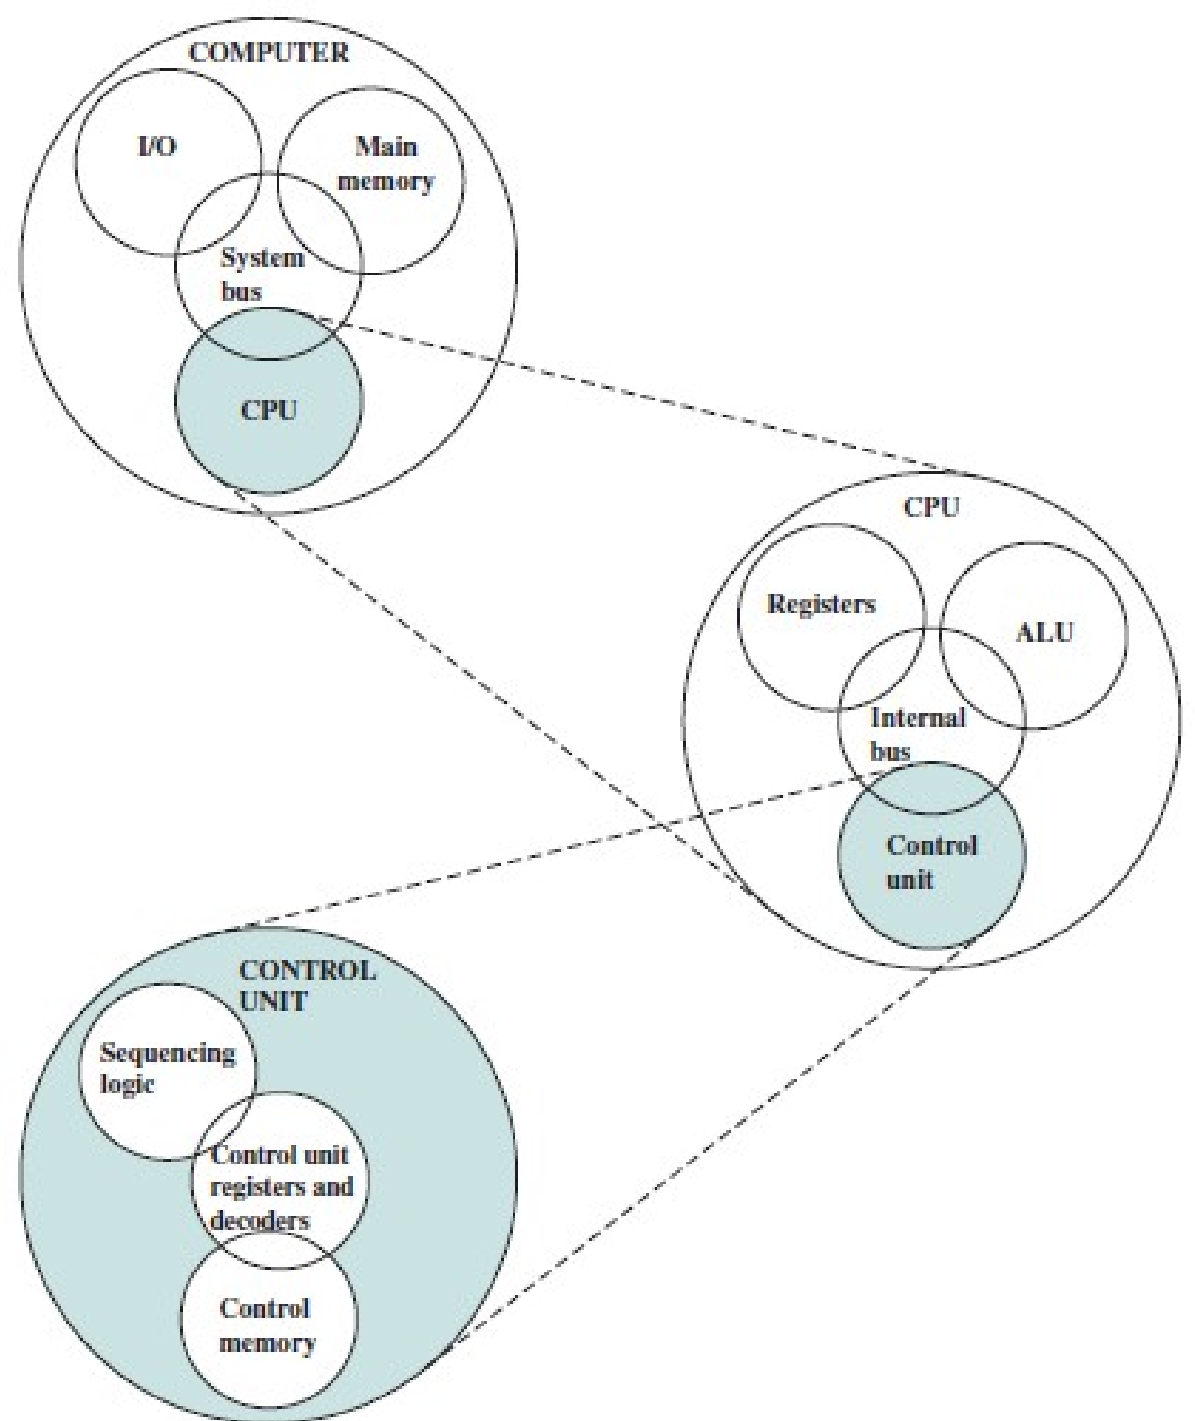 COMPUTER
I/O
Main
memory
System
bus
CPU
CPU
Registers
ALU
Internal
bus
Control
unit
CONTROL
UNIT
Sequencing
logic
Control unit
registers and
decoders
Control
memory